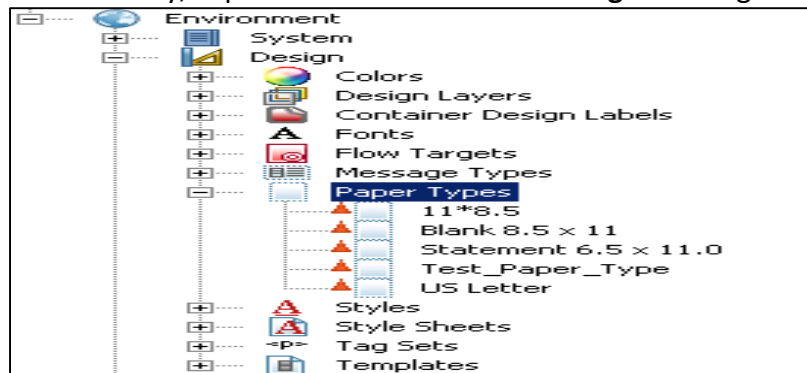 Environment
System
Design
Colors
Design Layers
Container Design Labels
A Fonts
Flow Targets
Message Types
Paper Types
11*8.5
Blank 8.5 x 11
Statement 6.5 x 11.0
Test_Paper_Type
US Letter
A Styles
A Style Sheets
<P> Tag Sets
Templates